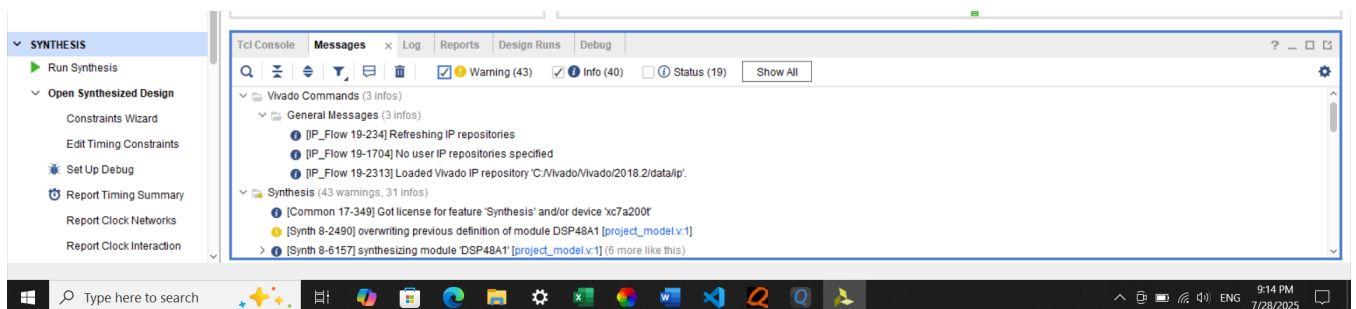 SYNTHESIS
Run Synthesis
Open Synthesized Design
Constraints Wizard
Edit Timing Constraints
Set Up Debug
Report Timing Summary
Report Clock Networks
Report Clock Interaction
Tcl Console Messages × Log Reports Design Runs Debug
Warning (43) Info (40) Status (19) Show All
Vivado Commands (3 infos)
General Messages (3 infos)
[IP_Flow 19-234] Refreshing IP repositories
[IP_Flow 19-1704] No user IP repositories specified
[IP_Flow 19-2313] Loaded Vivado IP repository 'C:/Vivado/Vivado/2018.2/data/ip'.
Synthesis (43 warnings, 31 infos)
[Common 17-349] Got license for feature 'Synthesis' and/or device 'xc7a200t'
[Synth 8-2490] overwriting previous definition of module DSP48A1 [project_model.v:1]
[Synth 8-6157] synthesizing module 'DSP48A1' [project_model.v:1] (6 more like this)
Type here to search
ENG
9:14 PM
7/28/2025